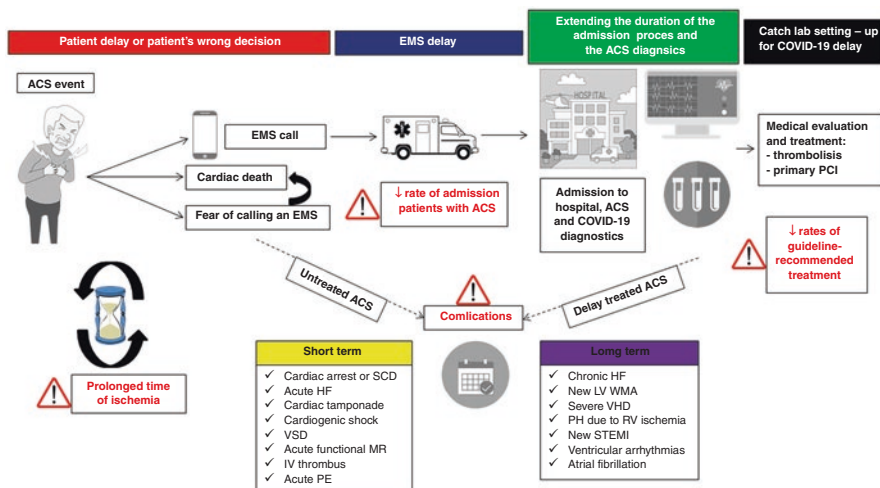 Patient delay or patient's wrong decision
EMS delay
Extending the duration of the
admission proces and
the ACS diagnsics
Catch lab setting – up
for COVID-19 delay
ACS event
EMS call
Cardiac death
Fear of calling an EMS
↓ rate of admission
patients with ACS
HOSPITAL
Admission to
hospital, ACS
and COVID-19
diagnostics
Medical evaluation
and treatment:
- thrombolisis
- primary PCI
↓ rates of
guideline-
recommended
treatment
Untreated ACS
Delay treated ACS
Comlications
Prolonged time
of ischemia
Short term
✓ Cardiac arrest or SCD
✓ Acute HF
✓ Cardiac tamponade
✓ Cardiogenic shock
✓ VSD
✓ Acute functional MR
✓ IV thrombus
✓ Acute PE
Lomg term
✓ Chronic HF
✓ New LV WMA
✓ Severe VHD
✓ PH due to RV ischemia
✓ New STEMI
✓ Ventricular arrhythmias
✓ Atrial fibrillation